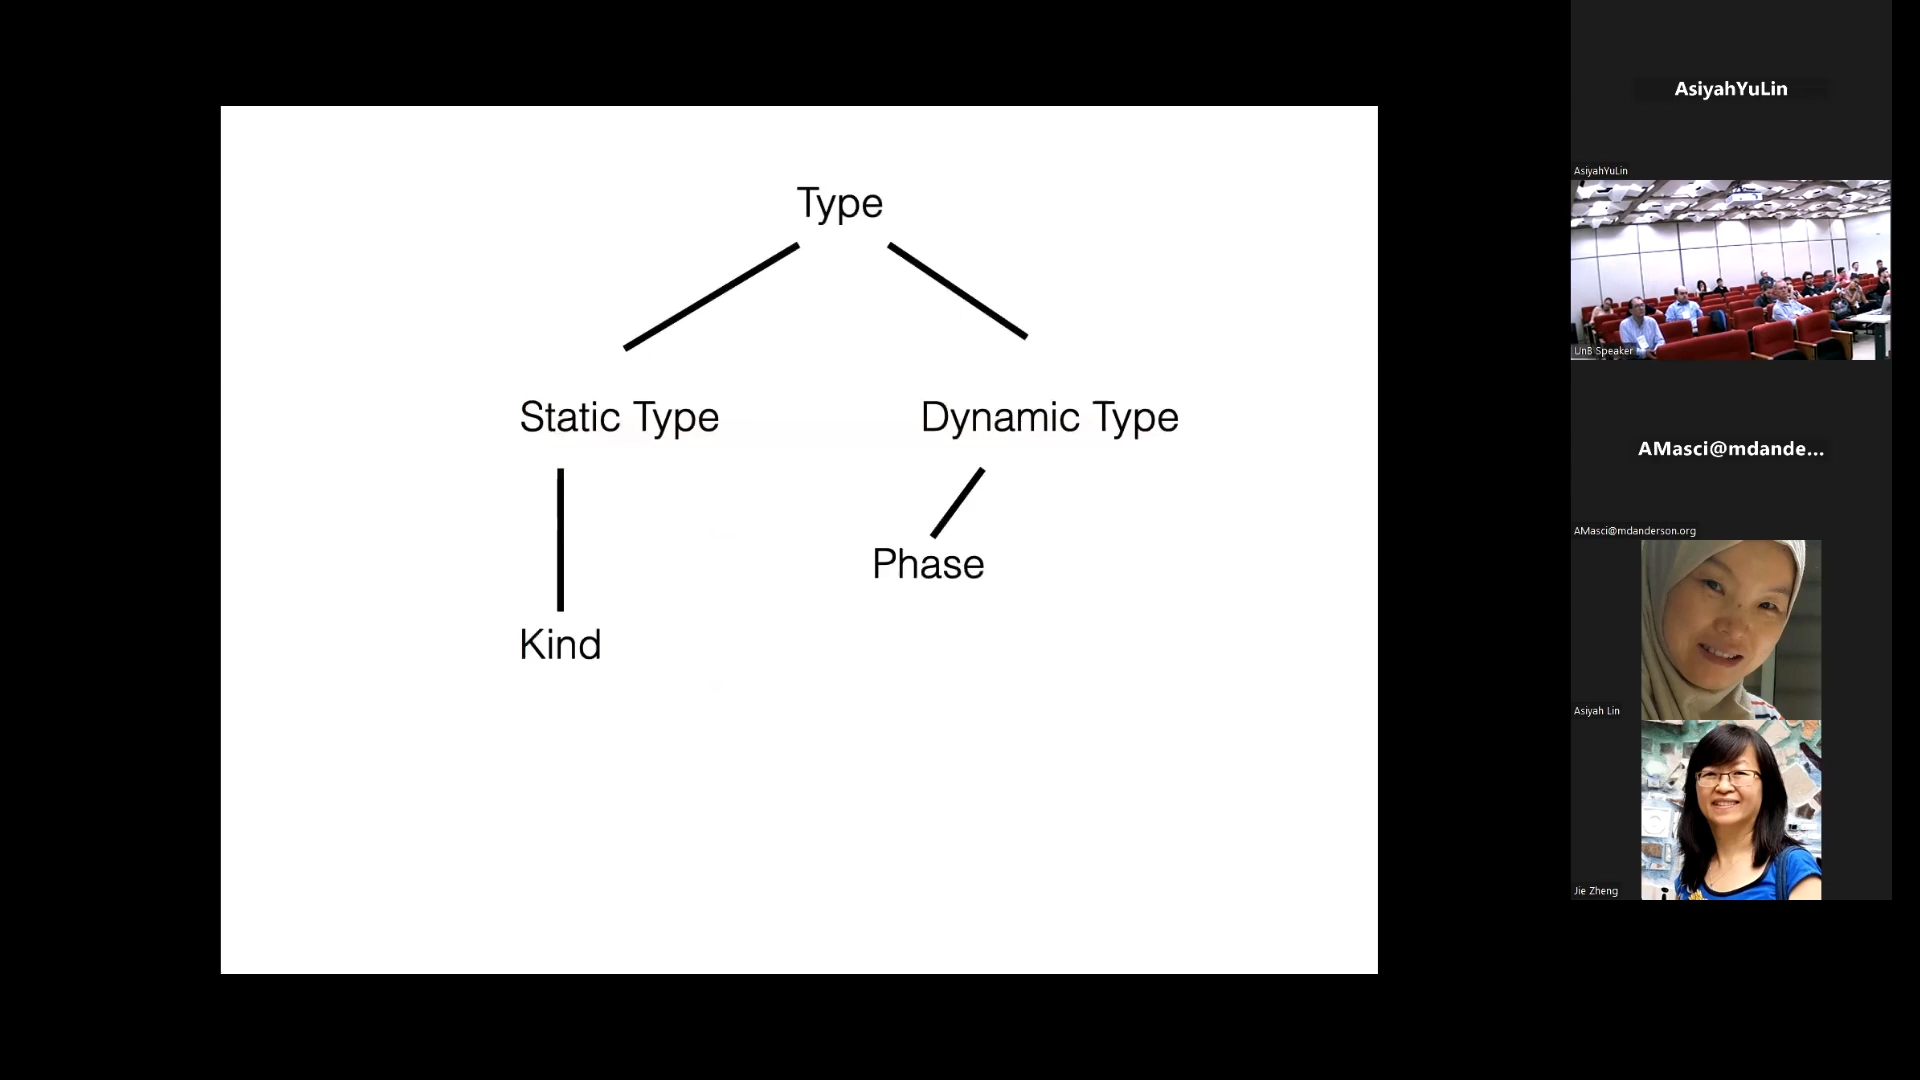 Type
Static Type
Dynamic Type
Phase
Kind
AsiyahYuLin
AsiyahYuLin
UnB Speaker
AMasci@mdande...
AMasci@mdanderson.org
Asiyah Lin
Jie Zheng